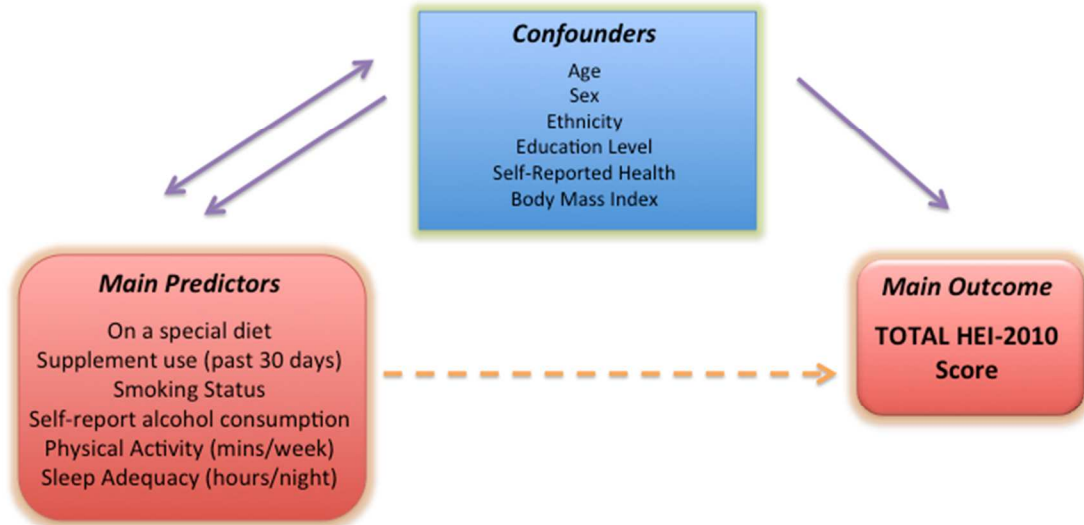 Confounders
Age
Sex
Ethnicity
Education Level
Self-Reported Health
Body Mass Index
Main Predictors
On a special diet
Supplement use (past 30 days)
Smoking Status
Self-report alcohol consumption
Physical Activity (mins/week)
Sleep Adequacy (hours/night)
Main Outcome
TOTAL HEI-2010
Score